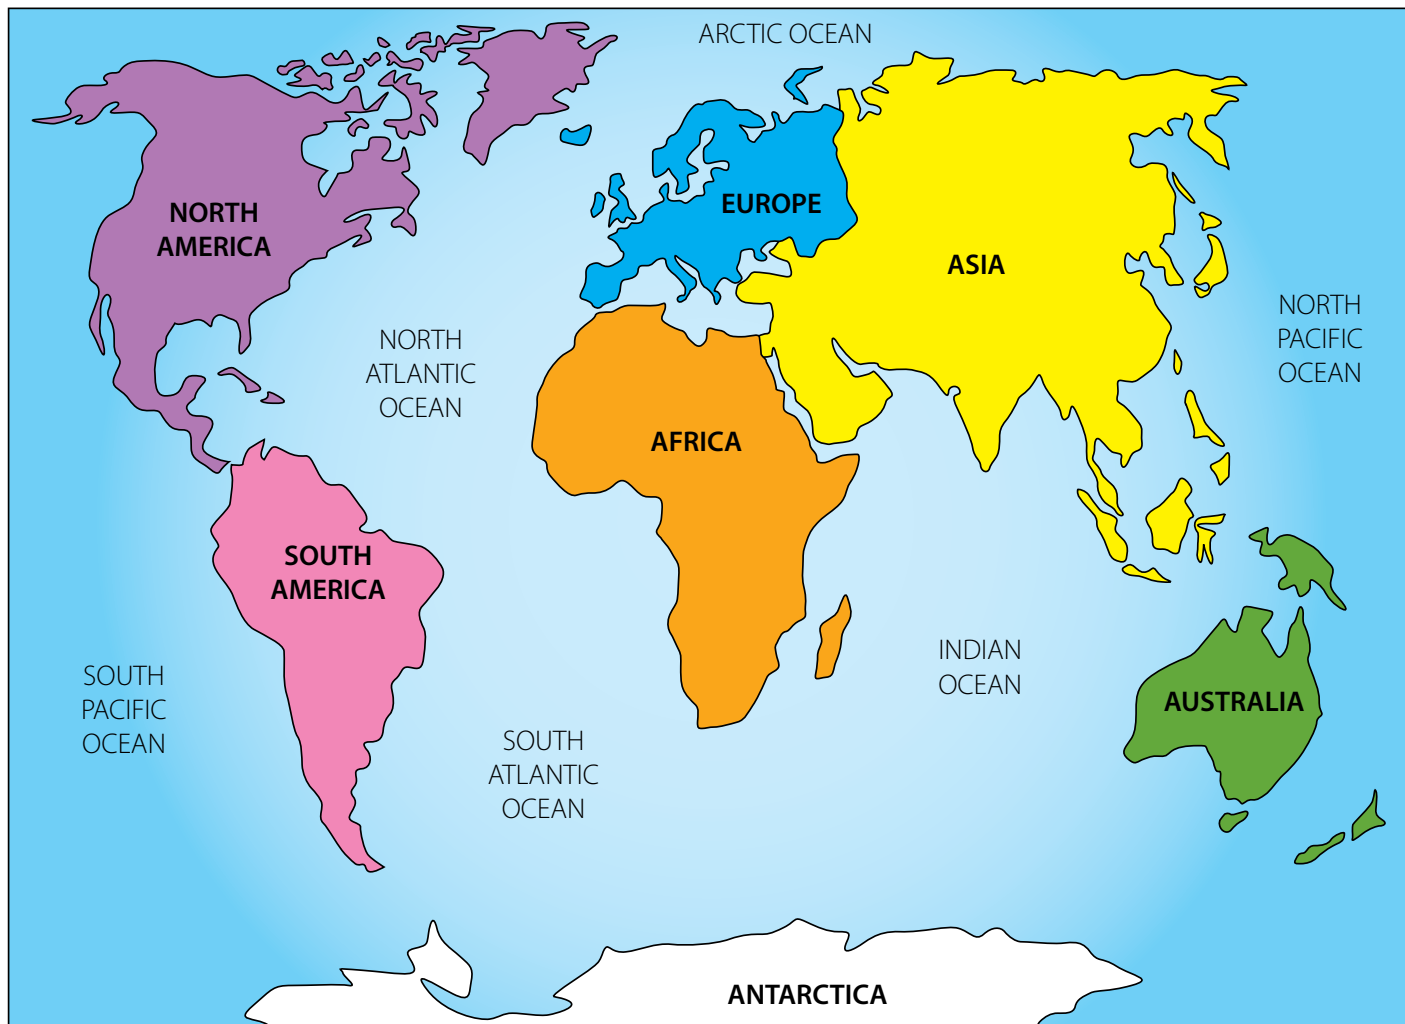 ARCTIC OCEAN
NORTH
AMERICA
EUROPE
ASIA
NORTH
PACIFIC
OCEAN
NORTH
ATLANTIC
OCEAN
AFRICA
SOUTH
AMERICA
INDIAN
OCEAN
SOUTH
PACIFIC
OCEAN
AUSTRALIA
SOUTH
ATLANTIC
OCEAN
ANTARCTICA